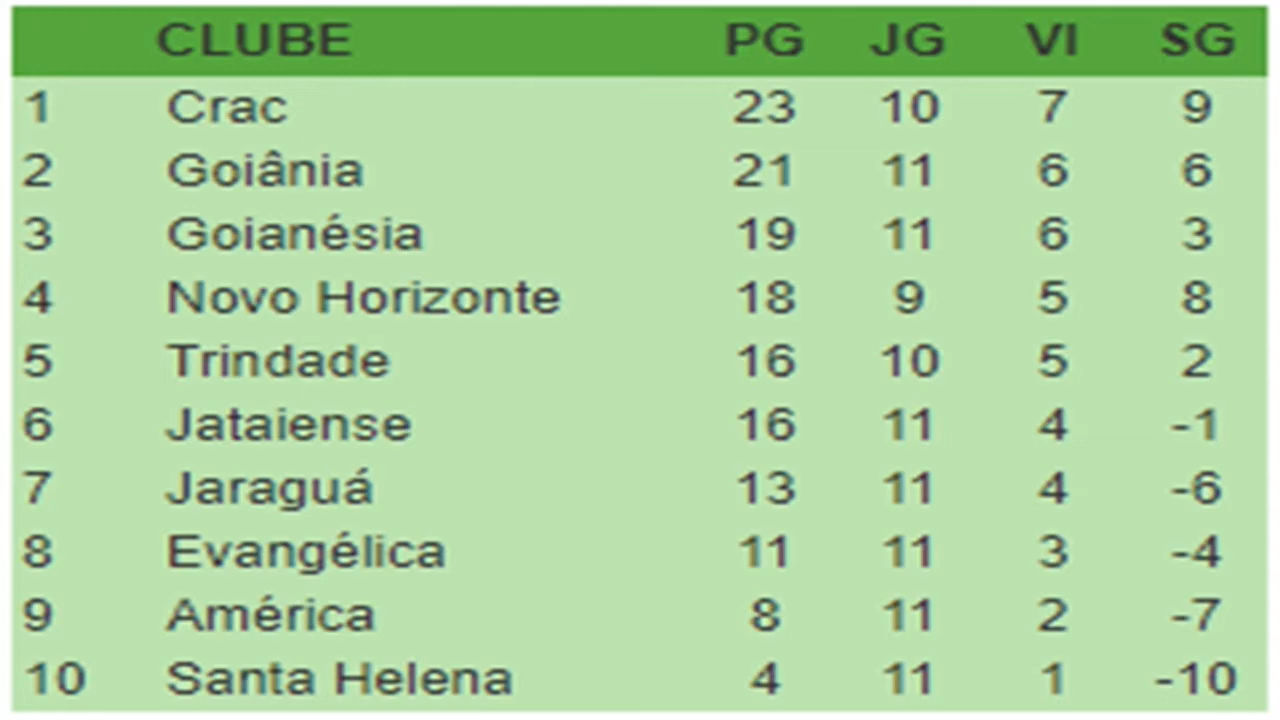 CLUBE PG JG VI SG
1 Crac 23 10 7 9
2 Goiânia 21 11 6 6
3 Goianésia 19 11 6 3
4 Novo Horizonte 18 9 5 8
5 Trindade 16 10 5 2
6 Jataiense 16 11 4 -1
7 Jaraguá 13 11 4 -6
8 Evangélica 11 11 3 -4
9 América 8 11 2 -7
10 Santa Helena 4 11 1 -10